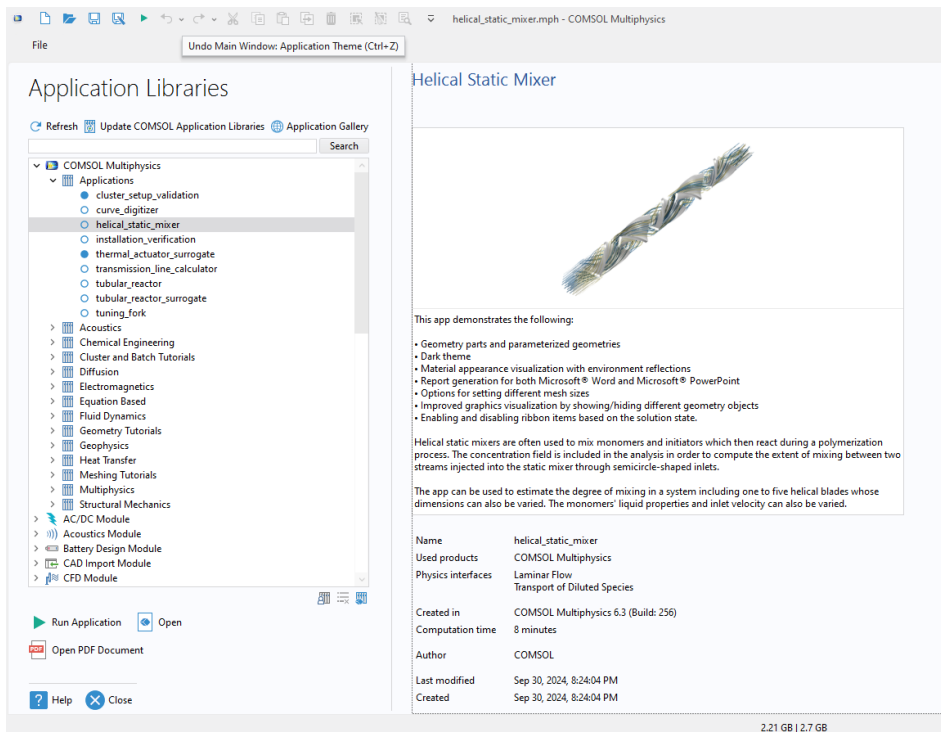 helical_static_mixer.mph - COMSOL Multiphysics
File
Undo Main Window: Application Theme (Ctrl+Z)
Application Libraries
Refresh Update COMSOL Application Libraries Application Gallery
Search
COMSOL Multiphysics
Applications
cluster_setup_validation
curve_digitizer
helical_static_mixer
installation_verification
thermal_actuator_surrogate
transmission_line_calculator
tubular_reactor
tubular_reactor_surrogate
tuning_fork
Acoustics
Chemical Engineering
Cluster and Batch Tutorials
Diffusion
Electromagnetics
Equation Based
Fluid Dynamics
Geometry Tutorials
Geophysics
Heat Transfer
Meshing Tutorials
Multiphysics
Structural Mechanics
AC/DC Module
Acoustics Module
Battery Design Module
CAD Import Module
CFD Module
Run Application Open
PDF Open PDF Document
? Help Close
Helical Static Mixer
This app demonstrates the following:
• Geometry parts and parameterized geometries
• Dark theme
• Material appearance visualization with environment reflections
• Report generation for both Microsoft® Word and Microsoft® PowerPoint
• Options for setting different mesh sizes
• Improved graphics visualization by showing/hiding different geometry objects
• Enabling and disabling ribbon items based on the solution state.
Helical static mixers are often used to mix monomers and initiators which then react during a polymerization
process. The concentration field is included in the analysis in order to compute the extent of mixing between two
streams injected into the static mixer through semicircle-shaped inlets.
The app can be used to estimate the degree of mixing in a system including one to five helical blades whose
dimensions can also be varied. The monomers' liquid properties and inlet velocity can also be varied.
Name helical_static_mixer
Used products COMSOL Multiphysics
Physics interfaces Laminar Flow
Transport of Diluted Species
Created in COMSOL Multiphysics 6.3 (Build: 256)
Computation time 8 minutes
Author COMSOL
Last modified Sep 30, 2024, 8:24:04 PM
Created Sep 30, 2024, 8:24:04 PM
2.21 GB | 2.7 GB